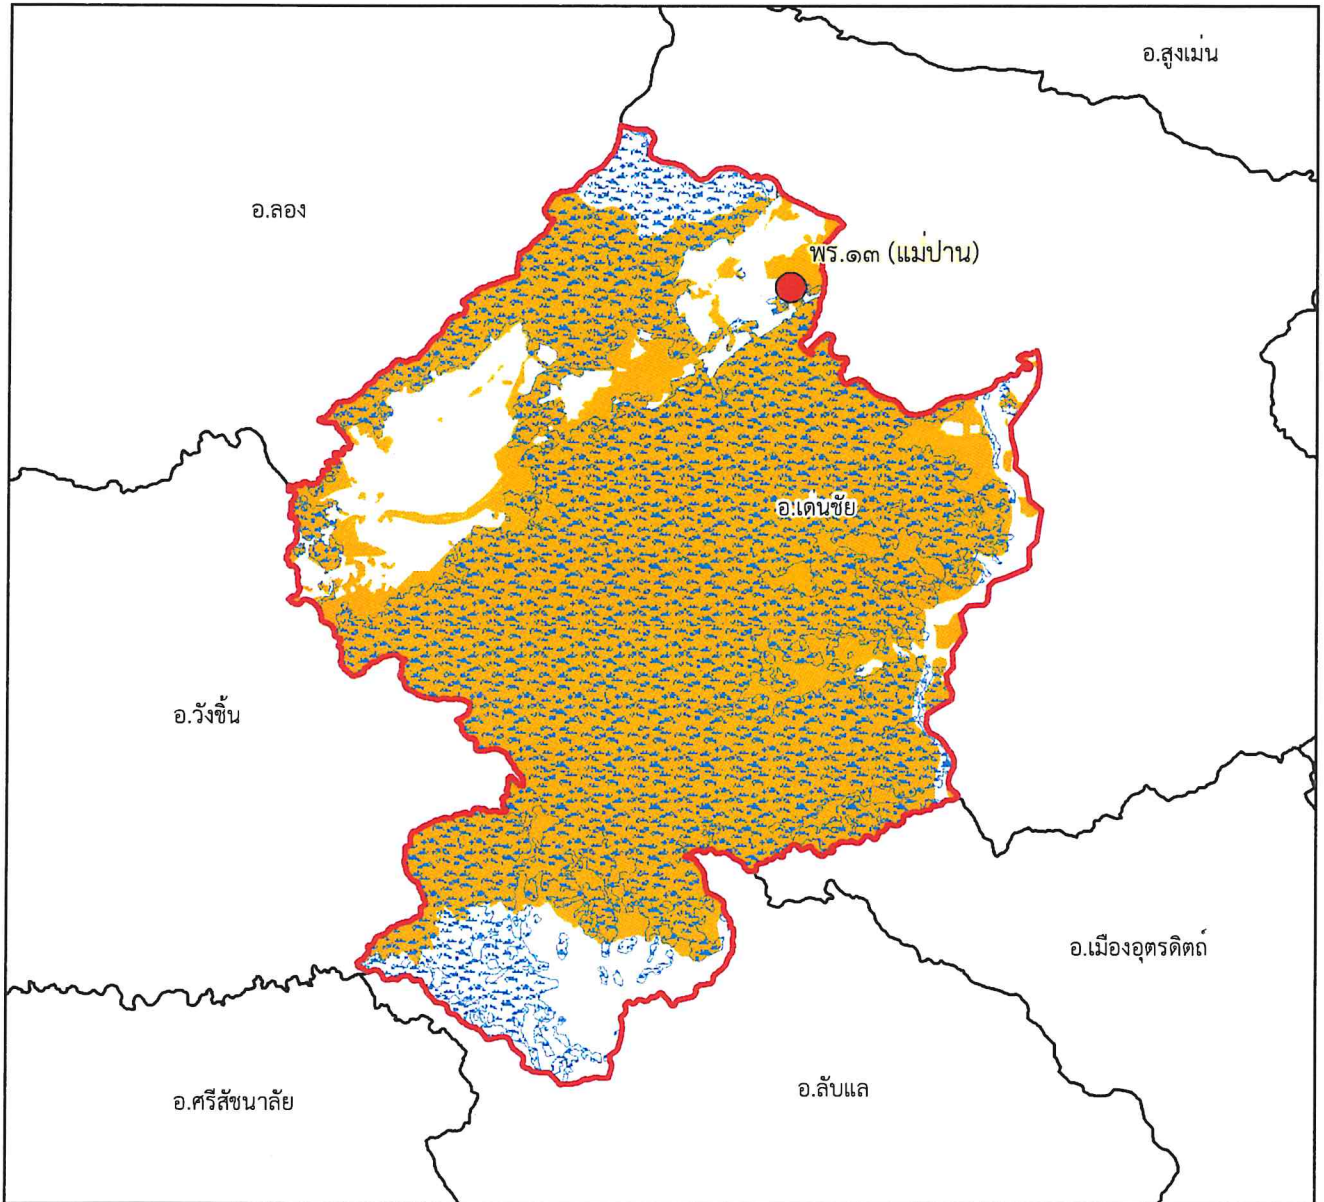 อ.สูงเม่น
อ.ลอง
พร.๑๓ (แม่ปาน)
อ.เด่นชัย
อ.วังชิ้น
อ.เมืองอุตรดิตถ์
อ.ลับแล
อ.ศรีสัชนาลัย